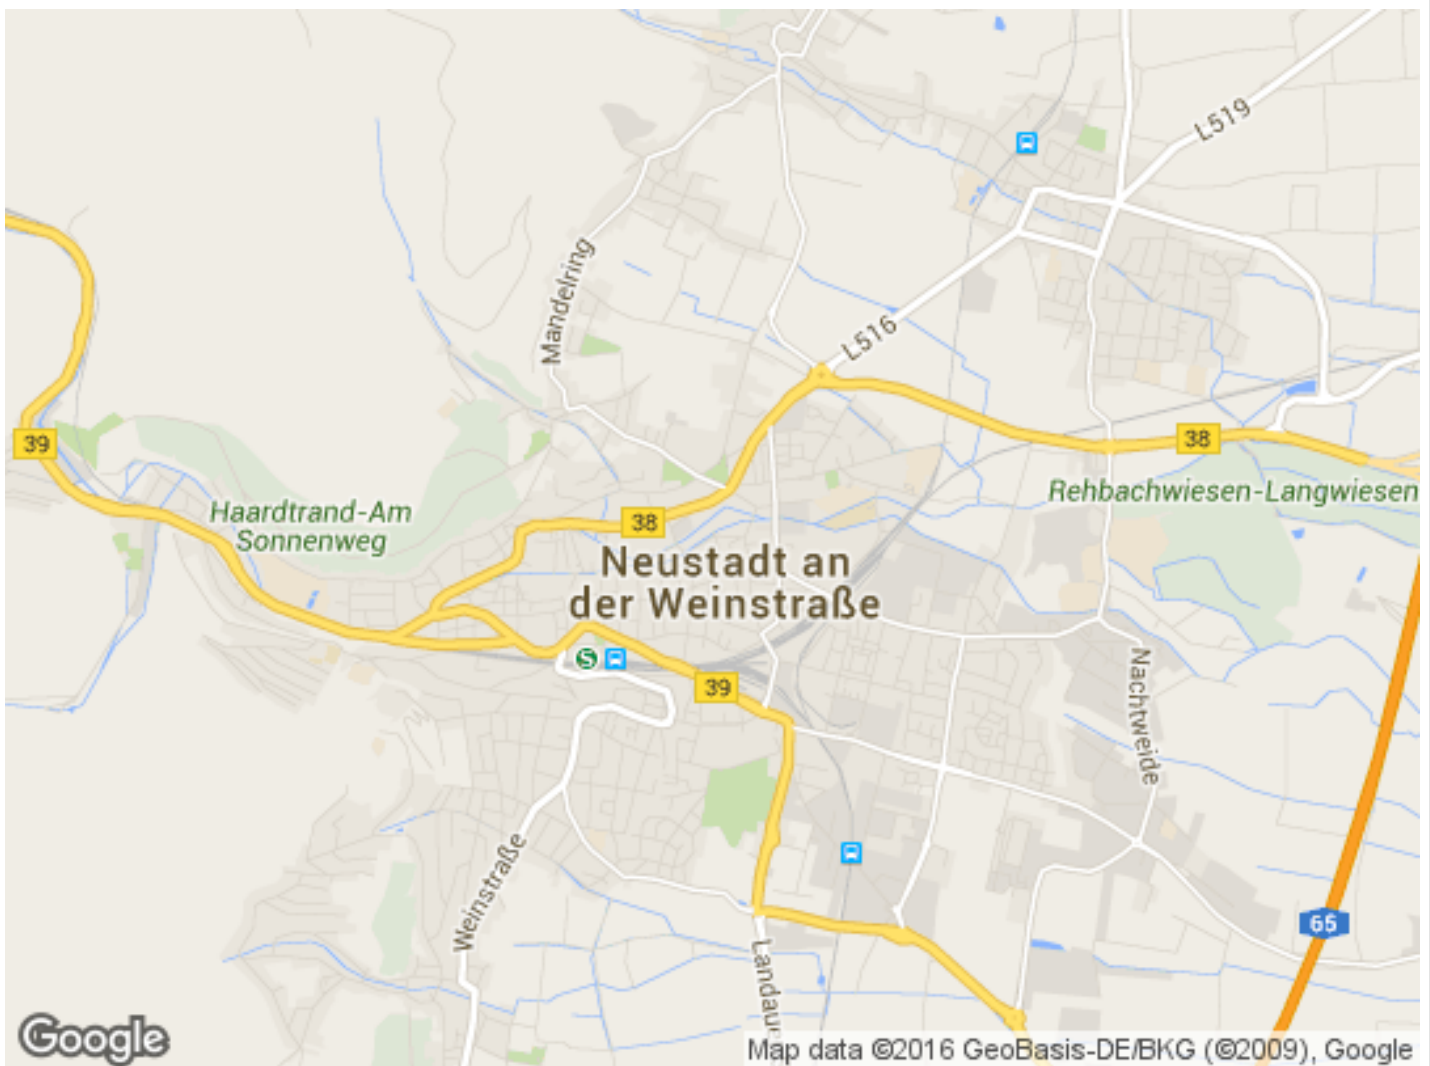 L519
Mandelring
L516
39
38
Rehbachwiesen-Langwiesen
Haardtrand-Am
Sonnenweg
38
Neustadt an
der Weinstraße
S
39
Nachtweide
Weinstraße
65
Landaue
Google
Map data ©2016 GeoBasis-DE/BKG (©2009), Google